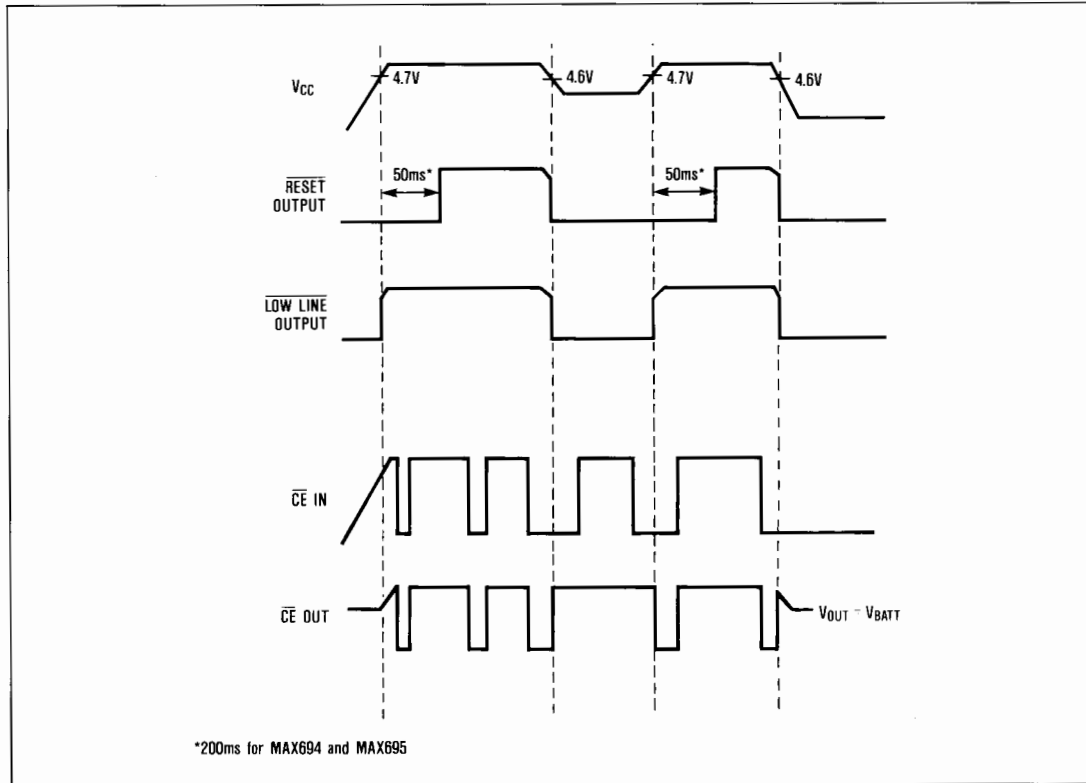 VCC
4.7V
4.6V
4.7V
4.6V
RESET
OUTPUT
50ms*
50ms*
LOW LINE
OUTPUT
CE IN
CE OUT
VOUT = VBATT
*200ms for MAX694 and MAX695